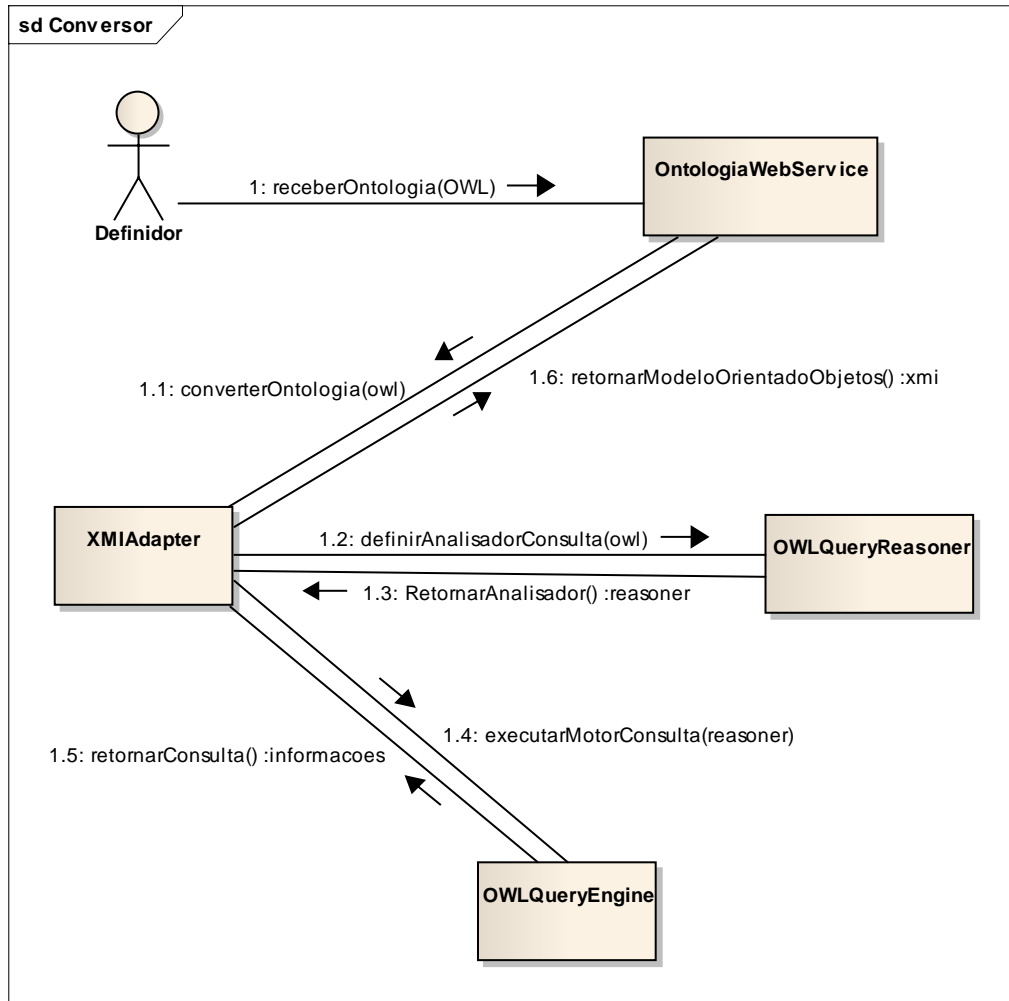 sd Conversor
OntologiaWebService
1: receberOntologia(OWL)
Definidor
1.1: converterOntologia(owl)
1.6: retornarModeloOrientadoObjetos() :xmi
XMIAdapter
1.2: definirAnalisadorConsulta(owl)
OWLQueryReasoner
1.3: RetornarAnalisador() :reasoner
1.4: executarMotorConsulta(reasoner)
1.5: retornarConsulta() :informacoes
OWLQueryEngine